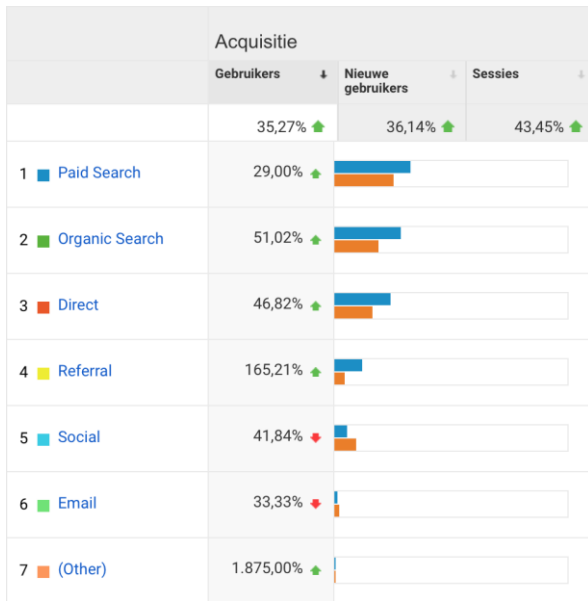 Acquisitie
Gebruikers
Nieuwe gebruikers
Sessies
35,27% 36,14% 43,45%
1 Paid Search 29,00%
2 Organic Search 51,02%
3 Direct 46,82%
4 Referral 165,21%
5 Social 41,84%
6 Email 33,33%
7 (Other) 1.875,00%